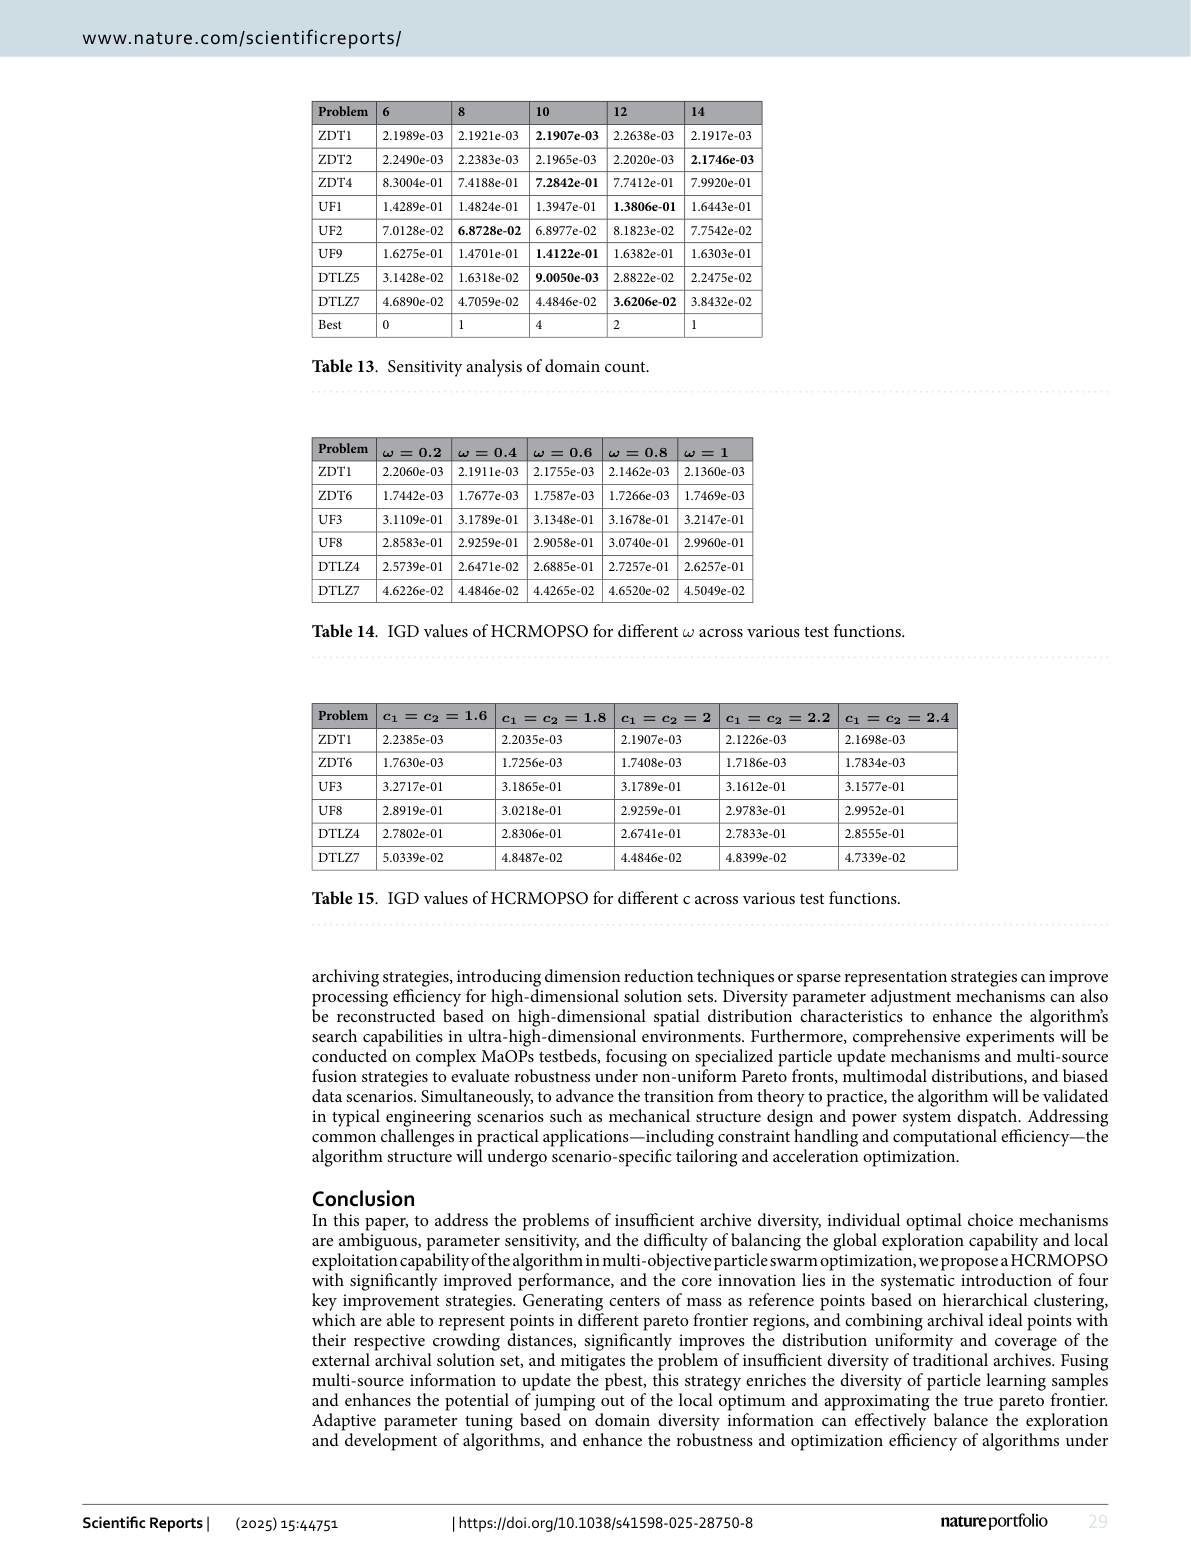 www.nature.com/scientificreports/
Problem 6 8 10 12 14
ZDT1 2.1989e-03 2.1921e-03 2.1907e-03 2.2638e-03 2.1917e-03
ZDT2 2.2490e-03 2.2383e-03 2.1965e-03 2.2020e-03 2.1746e-03
ZDT4 8.3004e-01 7.4188e-01 7.2842e-01 7.7412e-01 7.9920e-01
UF1 1.4289e-01 1.4824e-01 1.3947e-01 1.3806e-01 1.6443e-01
UF2 7.0128e-02 6.8728e-02 6.8977e-02 8.1823e-02 7.7542e-02
UF9 1.6275e-01 1.4701e-01 1.4122e-01 1.6382e-01 1.6303e-01
DTLZ5 3.1428e-02 1.6318e-02 9.0050e-03 2.8822e-02 2.2475e-02
DTLZ7 4.6890e-02 4.7059e-02 4.4846e-02 3.6206e-02 3.8432e-02
Best 0 1 4 2 1
Table 13. Sensitivity analysis of domain count.
Problem ω = 0.2 ω = 0.4 ω = 0.6 ω = 0.8 ω = 1
ZDT1 2.2060e-03 2.1911e-03 2.1755e-03 2.1462e-03 2.1360e-03
ZDT6 1.7442e-03 1.7677e-03 1.7587e-03 1.7266e-03 1.7469e-03
UF3 3.1109e-01 3.1789e-01 3.1348e-01 3.1678e-01 3.2147e-01
UF8 2.8583e-01 2.9259e-01 2.9058e-01 3.0740e-01 2.9960e-01
DTLZ4 2.5739e-01 2.6471e-02 2.6885e-01 2.7257e-01 2.6257e-01
DTLZ7 4.6226e-02 4.4846e-02 4.4265e-02 4.6520e-02 4.5049e-02
Table 14. IGD values of HCRMOPSO for different ω across various test functions.
Problem c₁ = c₂ = 1.6 c₁ = c₂ = 1.8 c₁ = c₂ = 2 c₁ = c₂ = 2.2 c₁ = c₂ = 2.4
ZDT1 2.2385e-03 2.2035e-03 2.1907e-03 2.1226e-03 2.1698e-03
ZDT6 1.7630e-03 1.7256e-03 1.7408e-03 1.7186e-03 1.7834e-03
UF3 3.2717e-01 3.1865e-01 3.1789e-01 3.1612e-01 3.1577e-01
UF8 2.8919e-01 3.0218e-01 2.9259e-01 2.9783e-01 2.9952e-01
DTLZ4 2.7802e-01 2.8306e-01 2.6741e-01 2.7833e-01 2.8555e-01
DTLZ7 5.0339e-02 4.8487e-02 4.4846e-02 4.8399e-02 4.7339e-02
Table 15. IGD values of HCRMOPSO for different c across various test functions.
archiving strategies, introducing dimension reduction techniques or sparse representation strategies can improve
processing efficiency for high-dimensional solution sets. Diversity parameter adjustment mechanisms can also
be reconstructed based on high-dimensional spatial distribution characteristics to enhance the algorithm's
search capabilities in ultra-high-dimensional environments. Furthermore, comprehensive experiments will be
conducted on complex MaOPs testbeds, focusing on specialized particle update mechanisms and multi-source
fusion strategies to evaluate robustness under non-uniform Pareto fronts, multimodal distributions, and biased
data scenarios. Simultaneously, to advance the transition from theory to practice, the algorithm will be validated
in typical engineering scenarios such as mechanical structure design and power system dispatch. Addressing
common challenges in practical applications—including constraint handling and computational efficiency—the
algorithm structure will undergo scenario-specific tailoring and acceleration optimization.
Conclusion
In this paper, to address the problems of insufficient archive diversity, individual optimal choice mechanisms
are ambiguous, parameter sensitivity, and the difficulty of balancing the global exploration capability and local
exploitation capability of the algorithm in multi-objective particle swarm optimization, we propose a HCRMOPSO
with significantly improved performance, and the core innovation lies in the systematic introduction of four
key improvement strategies. Generating centers of mass as reference points based on hierarchical clustering,
which are able to represent points in different pareto frontier regions, and combining archival ideal points with
their respective crowding distances, significantly improves the distribution uniformity and coverage of the
external archival solution set, and mitigates the problem of insufficient diversity of traditional archives. Fusing
multi-source information to update the pbest, this strategy enriches the diversity of particle learning samples
and enhances the potential of jumping out of the local optimum and approximating the true pareto frontier.
Adaptive parameter tuning based on domain diversity information can effectively balance the exploration
and development of algorithms, and enhance the robustness and optimization efficiency of algorithms under
Scientific Reports | (2025) 15:44751 | https://doi.org/10.1038/s41598-025-28750-8 nature portfolio 29